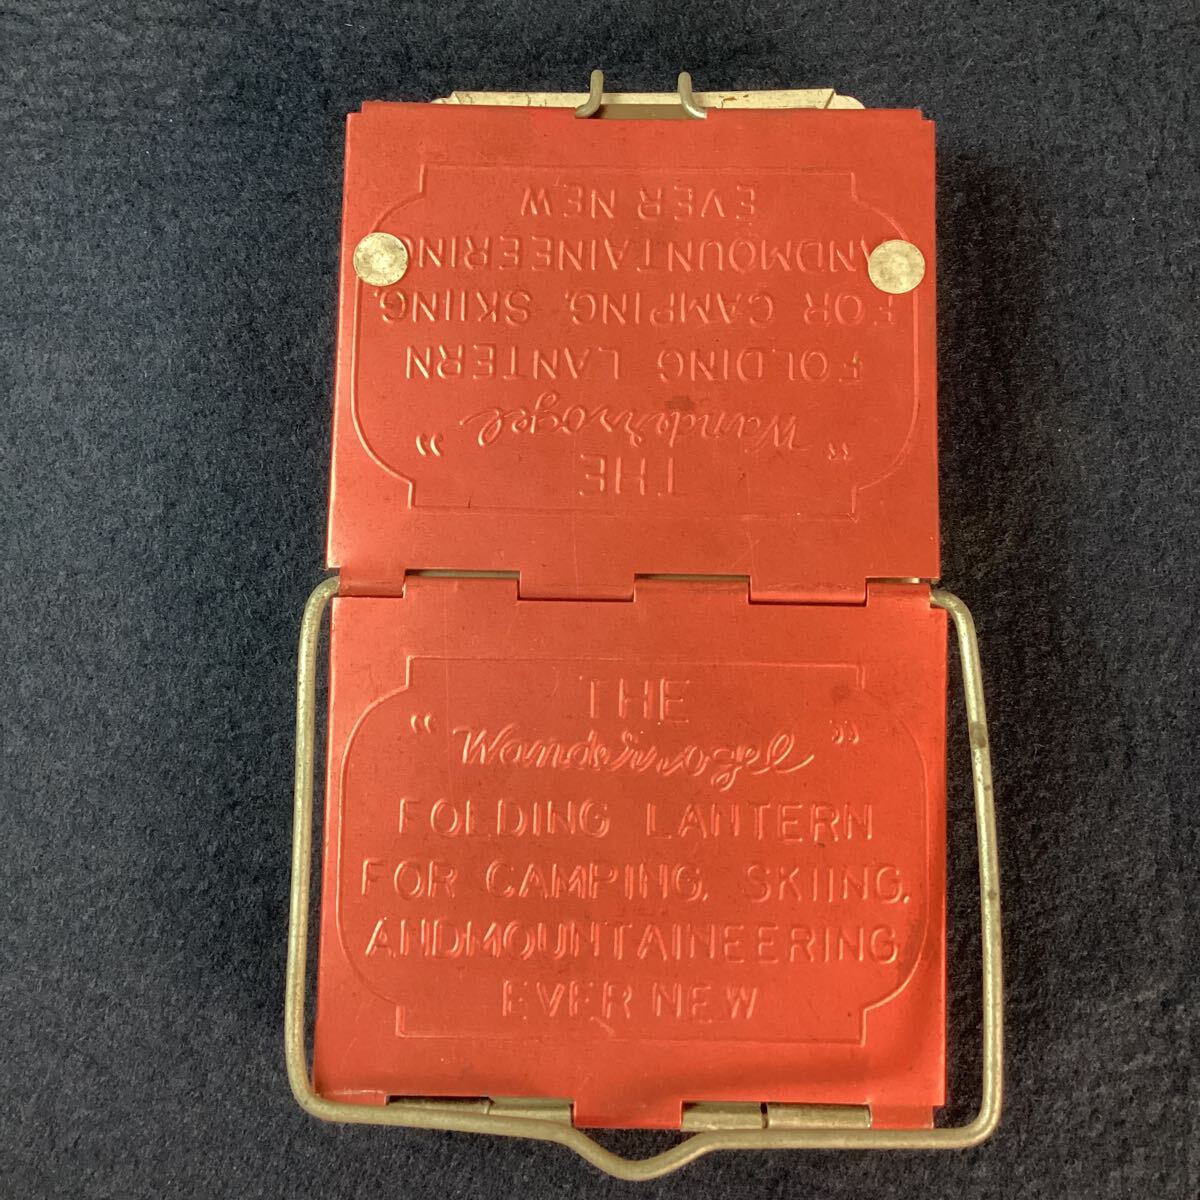 THE
"Wandervogel"
FOLDING LANTERN
FOR CAMPING, SKIING,
ANDMOUNTAINEERING
EVER NEW
THE
"Wandervogel"
FOLDING LANTERN
FOR CAMPING, SKIING,
ANDMOUNTAINEERING
EVER NEW